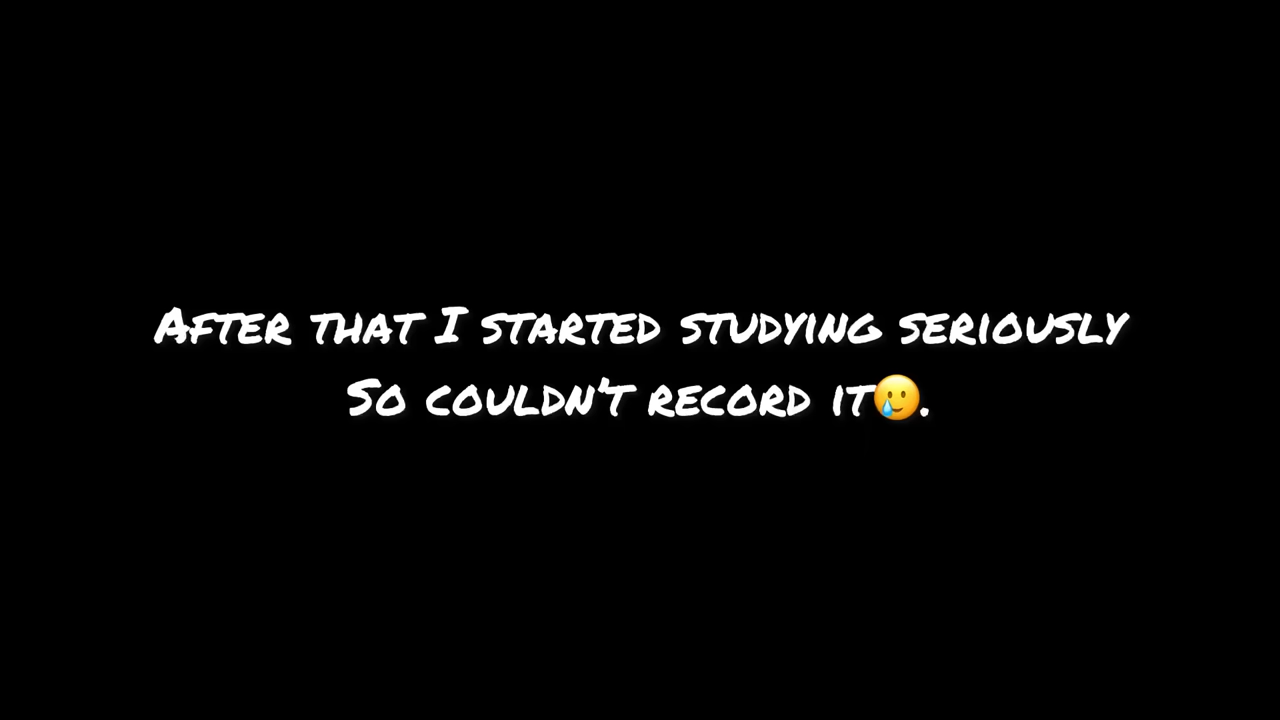 After that I started studying seriously
So couldn't record it🥲.